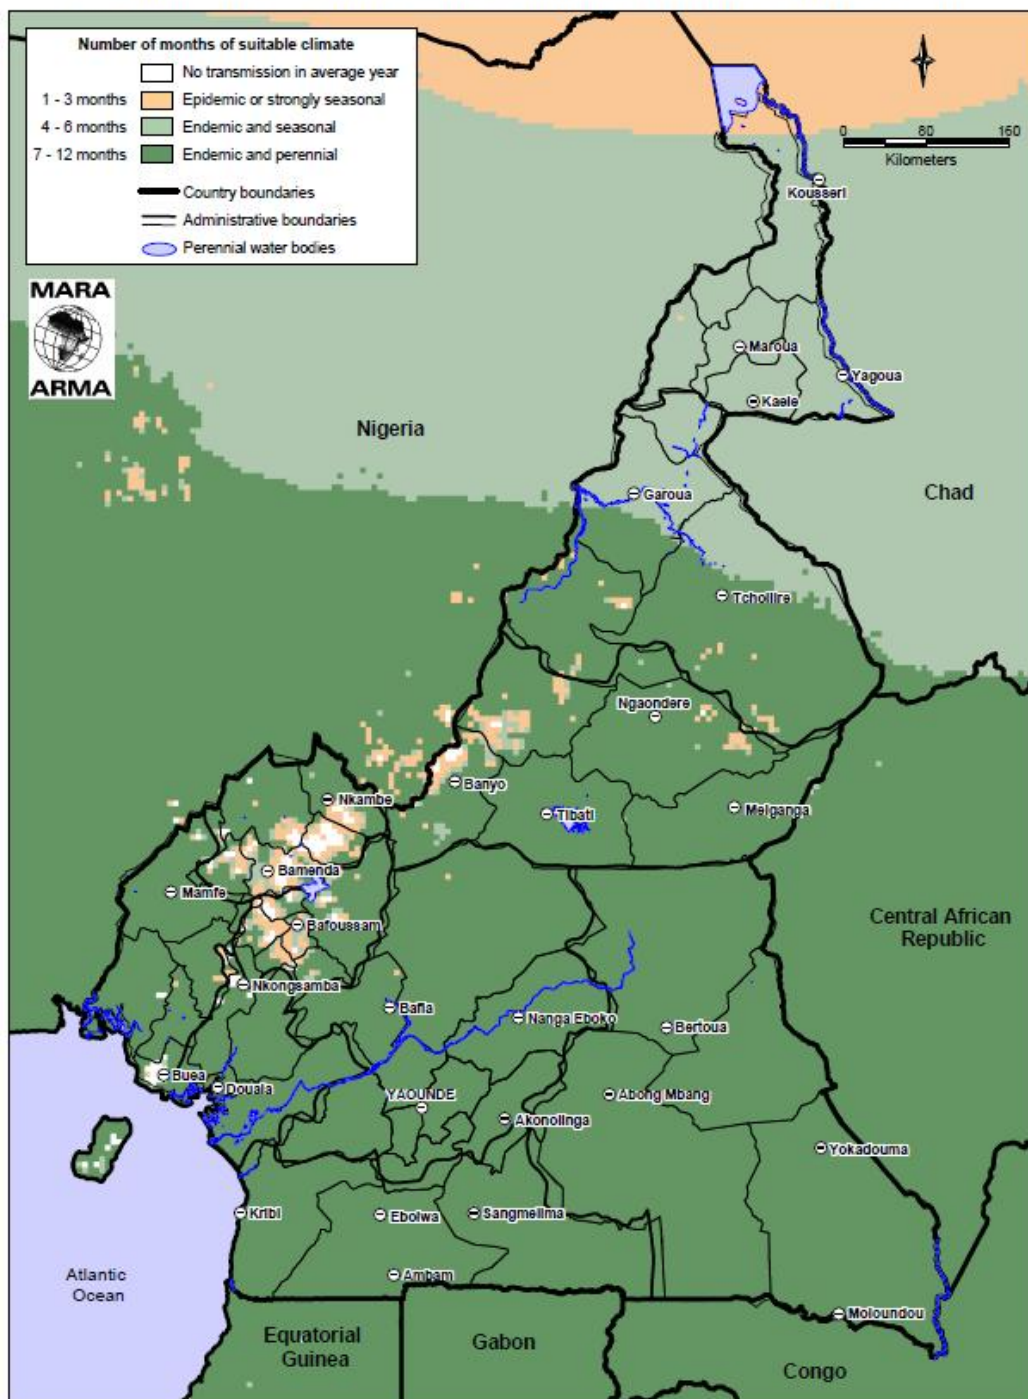 Number of months of suitable climate
No transmission in average year
1 - 3 months Epidemic or strongly seasonal
4 - 6 months Endemic and seasonal
7 - 12 months Endemic and perennial
Country boundaries
Administrative boundaries
Perennial water bodies
0 80 160
Kilometers
MARA
ARMA
Kousseri
Maroua
Yagoua
Kaele
Nigeria
Garoua
Chad
Tchollire
Ngaondere
Banyo
Nkambe
Tibati
Meiganga
Bamenda
Mamfe
Bafoussam
Central African
Republic
Nkongsamba
Bafia
Nanga Eboko
Bertoua
Buea
Douala
YAOUNDE
Abong Mbang
Akonolinga
Yokadouma
Kribi
Ebolwa
Sangmelima
Atlantic
Ocean
Ambam
Moloundou
Equatorial
Guinea
Gabon
Congo